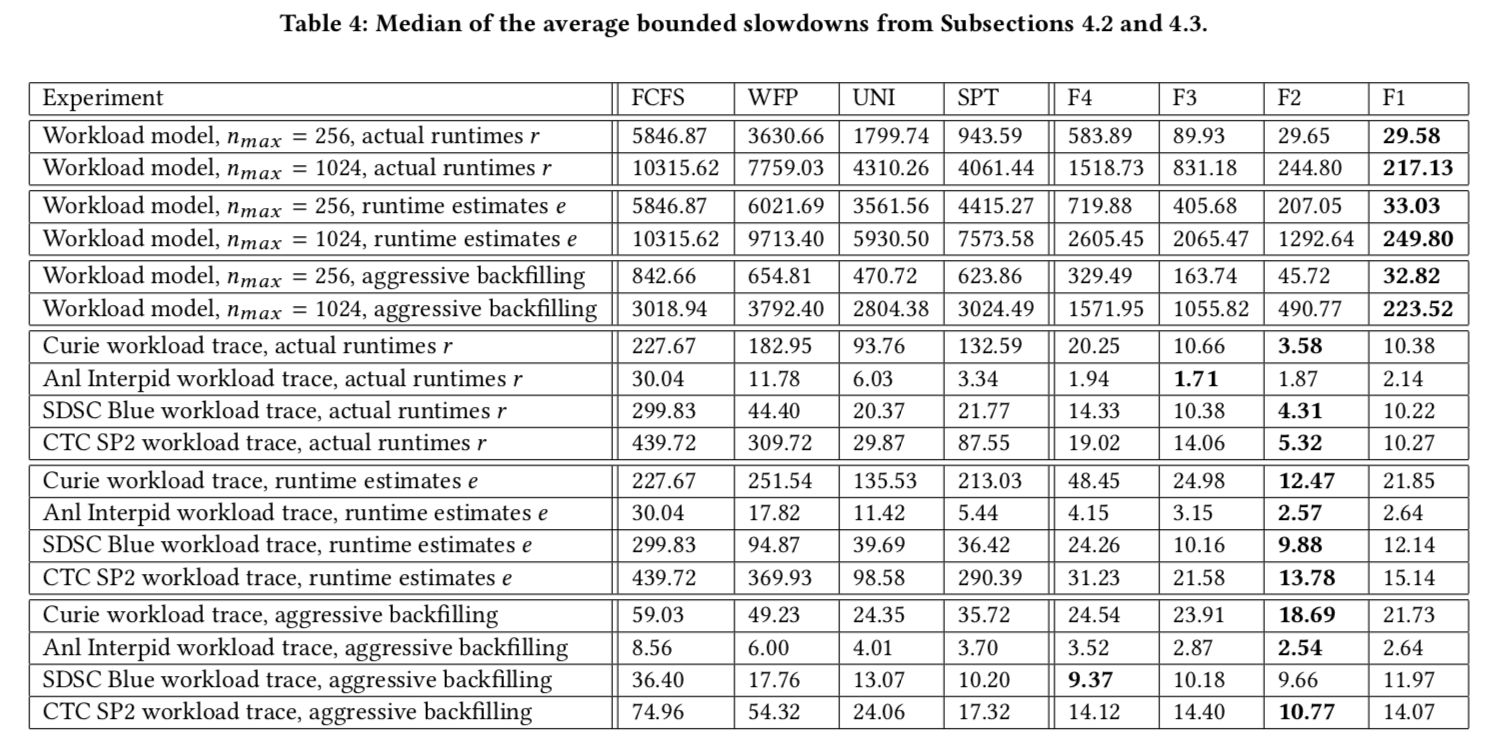 Table 4: Median of the average bounded slowdowns from Subsections 4.2 and 4.3.
Experiment FCFS WFP UNI SPT F4 F3 F2 F1
Workload model, nmax = 256, actual runtimes r 5846.87 3630.66 1799.74 943.59 583.89 89.93 29.65 29.58
Workload model, nmax = 1024, actual runtimes r 10315.62 7759.03 4310.26 4061.44 1518.73 831.18 244.80 217.13
Workload model, nmax = 256, runtime estimates e 5846.87 6021.69 3561.56 4415.27 719.88 405.68 207.05 33.03
Workload model, nmax = 1024, runtime estimates e 10315.62 9713.40 5930.50 7573.58 2605.45 2065.47 1292.64 249.80
Workload model, nmax = 256, aggressive backfilling 842.66 654.81 470.72 623.86 329.49 163.74 45.72 32.82
Workload model, nmax = 1024, aggressive backfilling 3018.94 3792.40 2804.38 3024.49 1571.95 1055.82 490.77 223.52
Curie workload trace, actual runtimes r 227.67 182.95 93.76 132.59 20.25 10.66 3.58 10.38
Anl Interpid workload trace, actual runtimes r 30.04 11.78 6.03 3.34 1.94 1.71 1.87 2.14
SDSC Blue workload trace, actual runtimes r 299.83 44.40 20.37 21.77 14.33 10.38 4.31 10.22
CTC SP2 workload trace, actual runtimes r 439.72 309.72 29.87 87.55 19.02 14.06 5.32 10.27
Curie workload trace, runtime estimates e 227.67 251.54 135.53 213.03 48.45 24.98 12.47 21.85
Anl Interpid workload trace, runtime estimates e 30.04 17.82 11.42 5.44 4.15 3.15 2.57 2.64
SDSC Blue workload trace, runtime estimates e 299.83 94.87 39.69 36.42 24.26 10.16 9.88 12.14
CTC SP2 workload trace, runtime estimates e 439.72 369.93 98.58 290.39 31.23 21.58 13.78 15.14
Curie workload trace, aggressive backfilling 59.03 49.23 24.35 35.72 24.54 23.91 18.69 21.73
Anl Interpid workload trace, aggressive backfilling 8.56 6.00 4.01 3.70 3.52 2.87 2.54 2.64
SDSC Blue workload trace, aggressive backfilling 36.40 17.76 13.07 10.20 9.37 10.18 9.66 11.97
CTC SP2 workload trace, aggressive backfilling 74.96 54.32 24.06 17.32 14.12 14.40 10.77 14.07